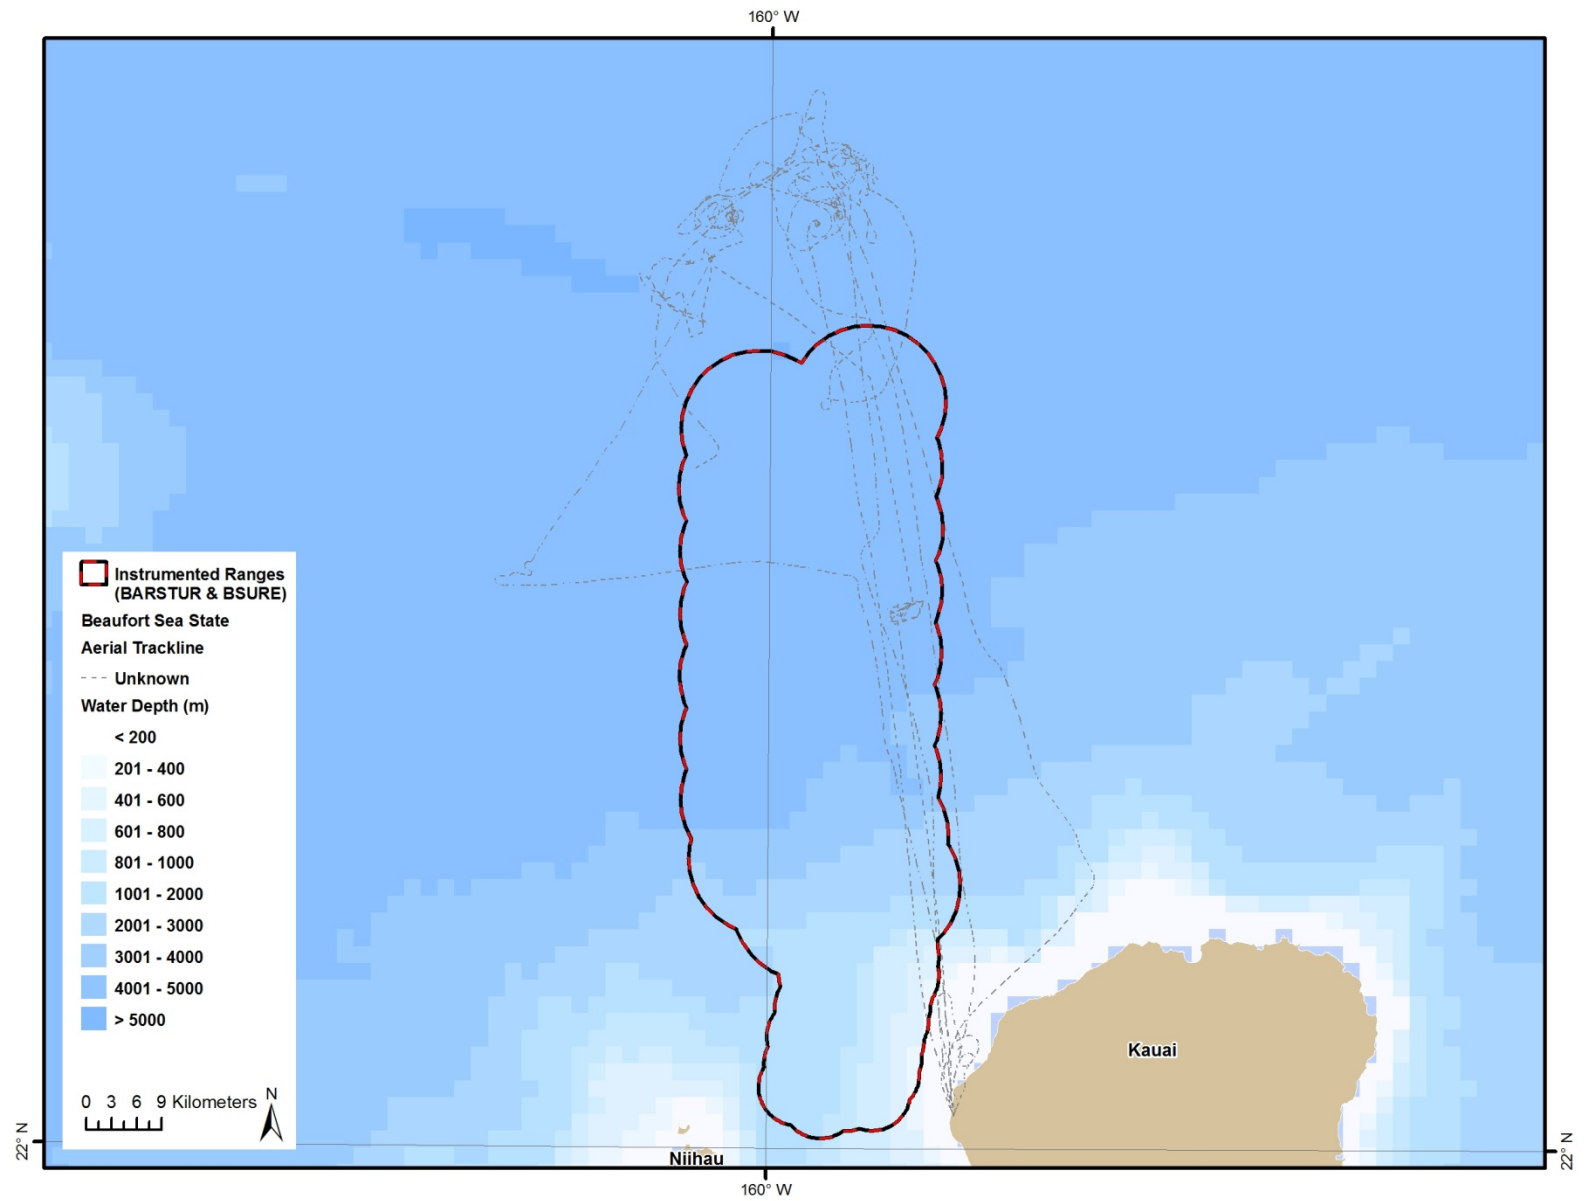 160° W
Instrumented Ranges
(BARSTUR & BSURE)
Beaufort Sea State
Aerial Trackline
Unknown
Water Depth (m)
< 200
201 - 400
401 - 600
601 - 800
801 - 1000
1001 - 2000
2001 - 3000
3001 - 4000
4001 - 5000
> 5000
0 3 6 9 Kilometers
N
Kauai
Niihau
22° N
22° N
160° W